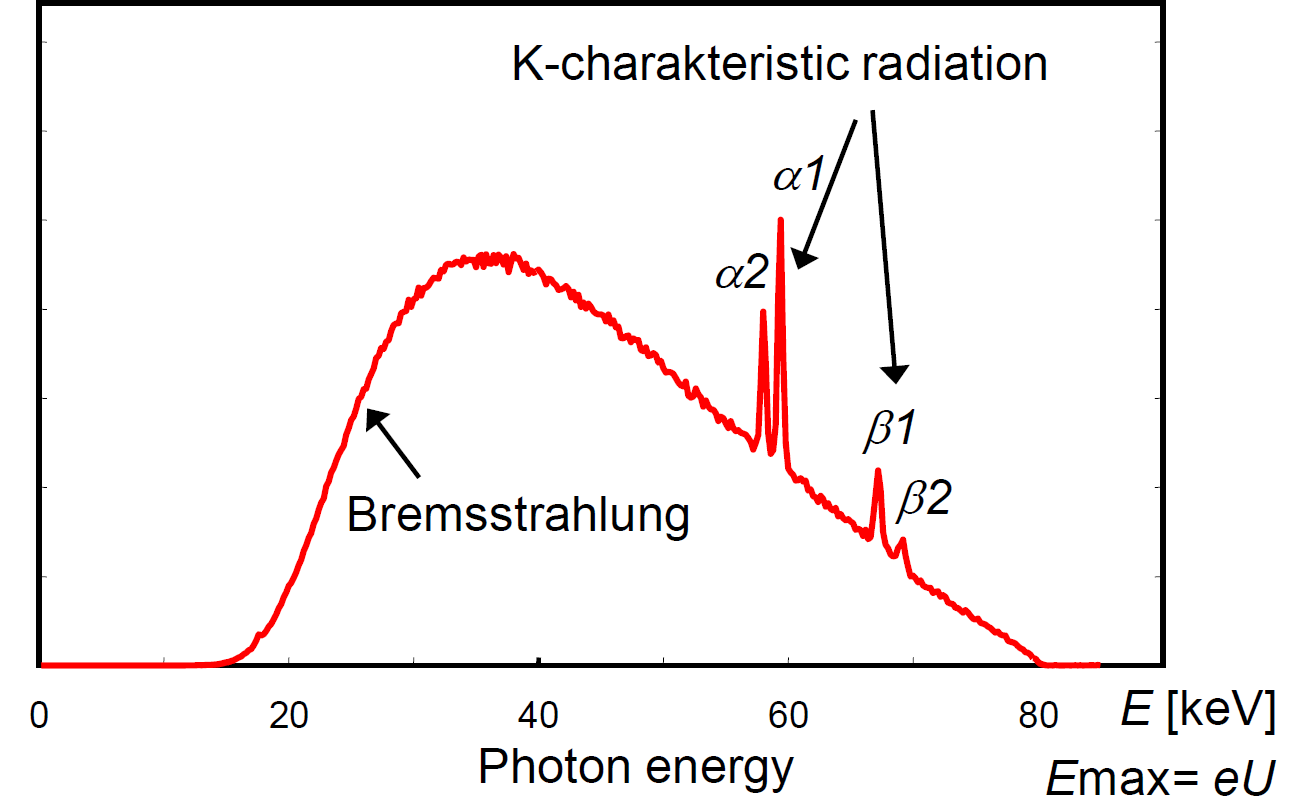 K-charakteristic radiation
α1
α2
β1
β2
Bremsstrahlung
0 20 40 60 80 E [keV]
Photon energy
Emax= eU